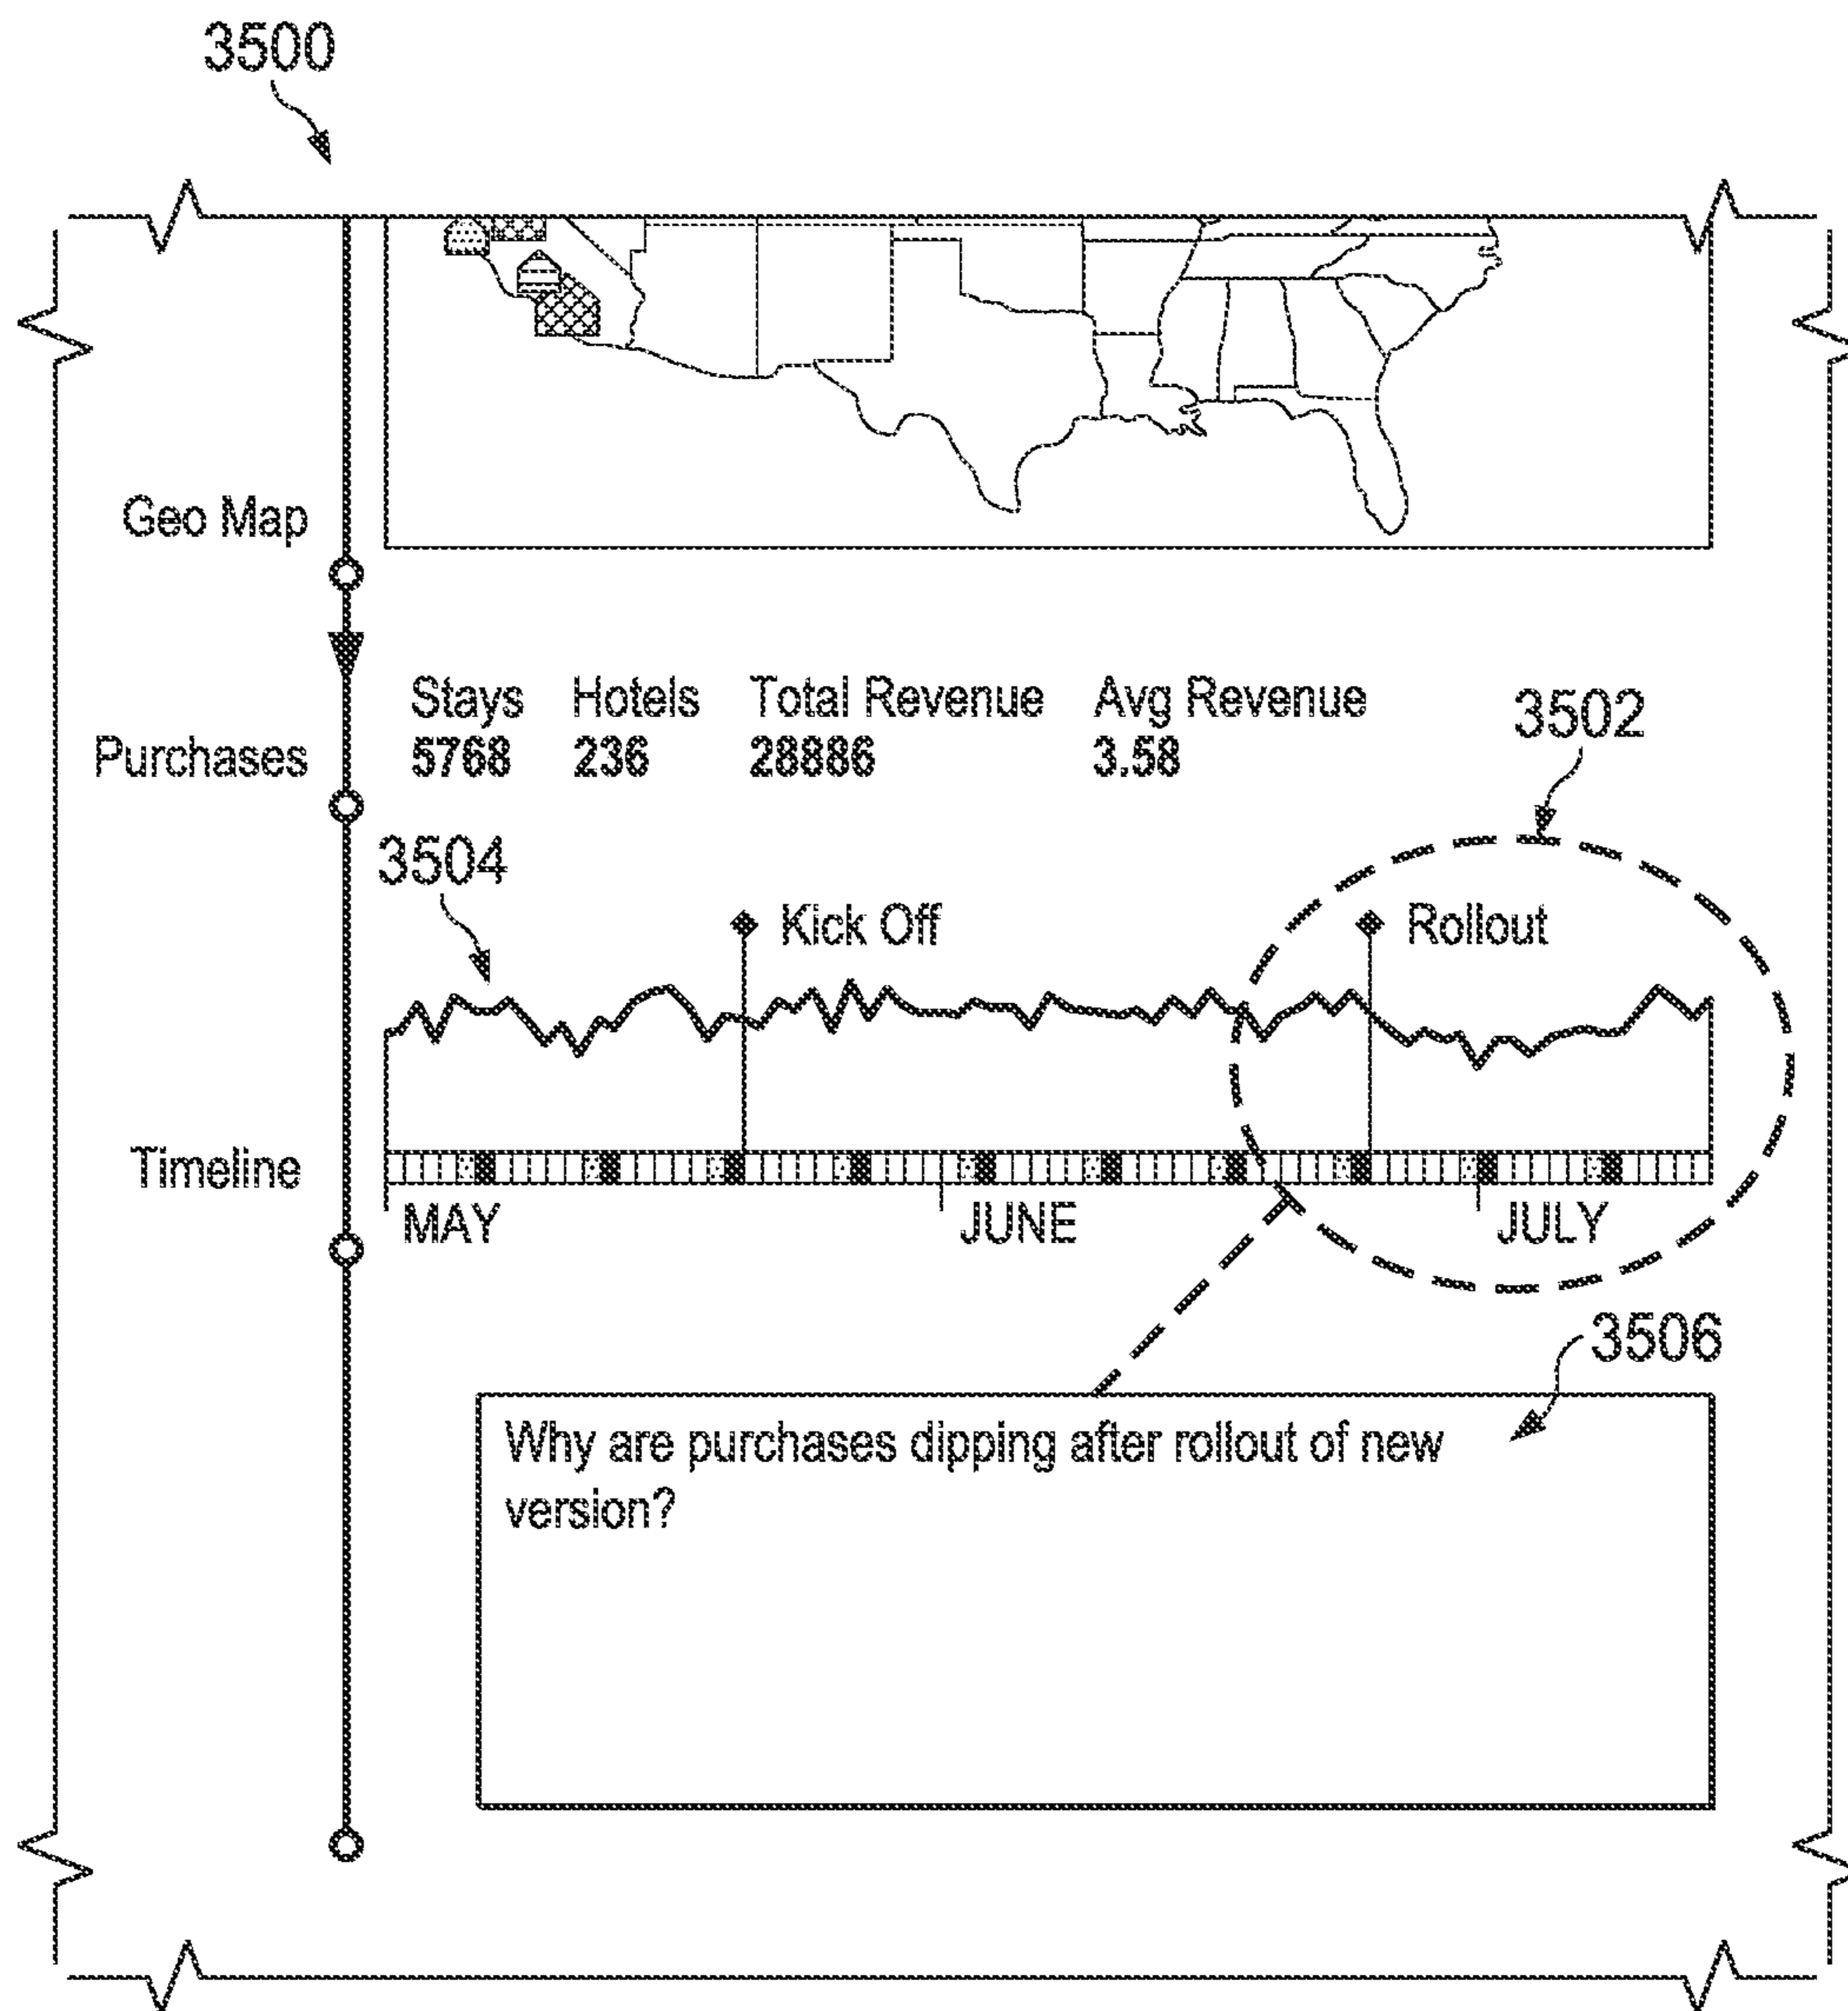 3500
Geo Map
Stays Hotels Total Revenue Avg Revenue
3502
Purchases
5768 236 28886 3.58
3504
Kick Off
Rollout
Timeline
MAY JUNE JULY
3506
Why are purchases dipping after rollout of new
version?